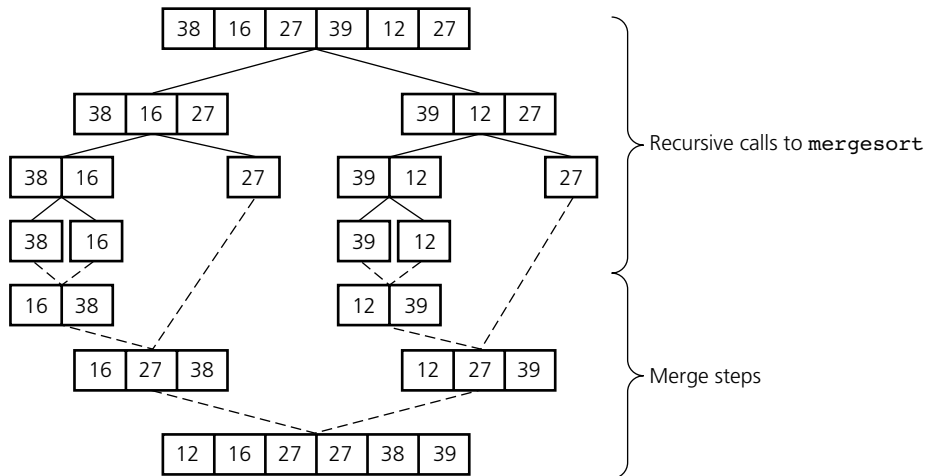 38 16 27 39 12 27
38 16 27 39 12 27
Recursive calls to mergesort
38 16 27 39 12 27
38 16 39 12
16 38 12 39
16 27 38 12 27 39
Merge steps
12 16 27 27 38 39